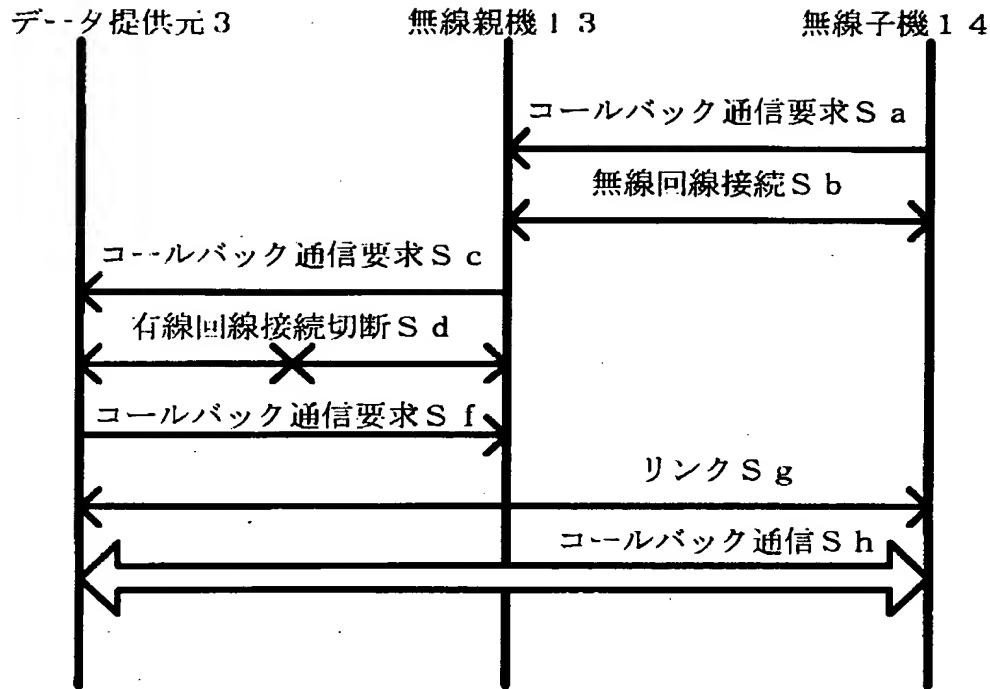 データ提供元3
無線親機13
無線子機14
コールバック通信要求Sa
無線回線接続Sb
コールバック通信要求Sc
有線回線接続切断Sd
コールバック通信要求Sf
リンクSg
コールバック通信Sh